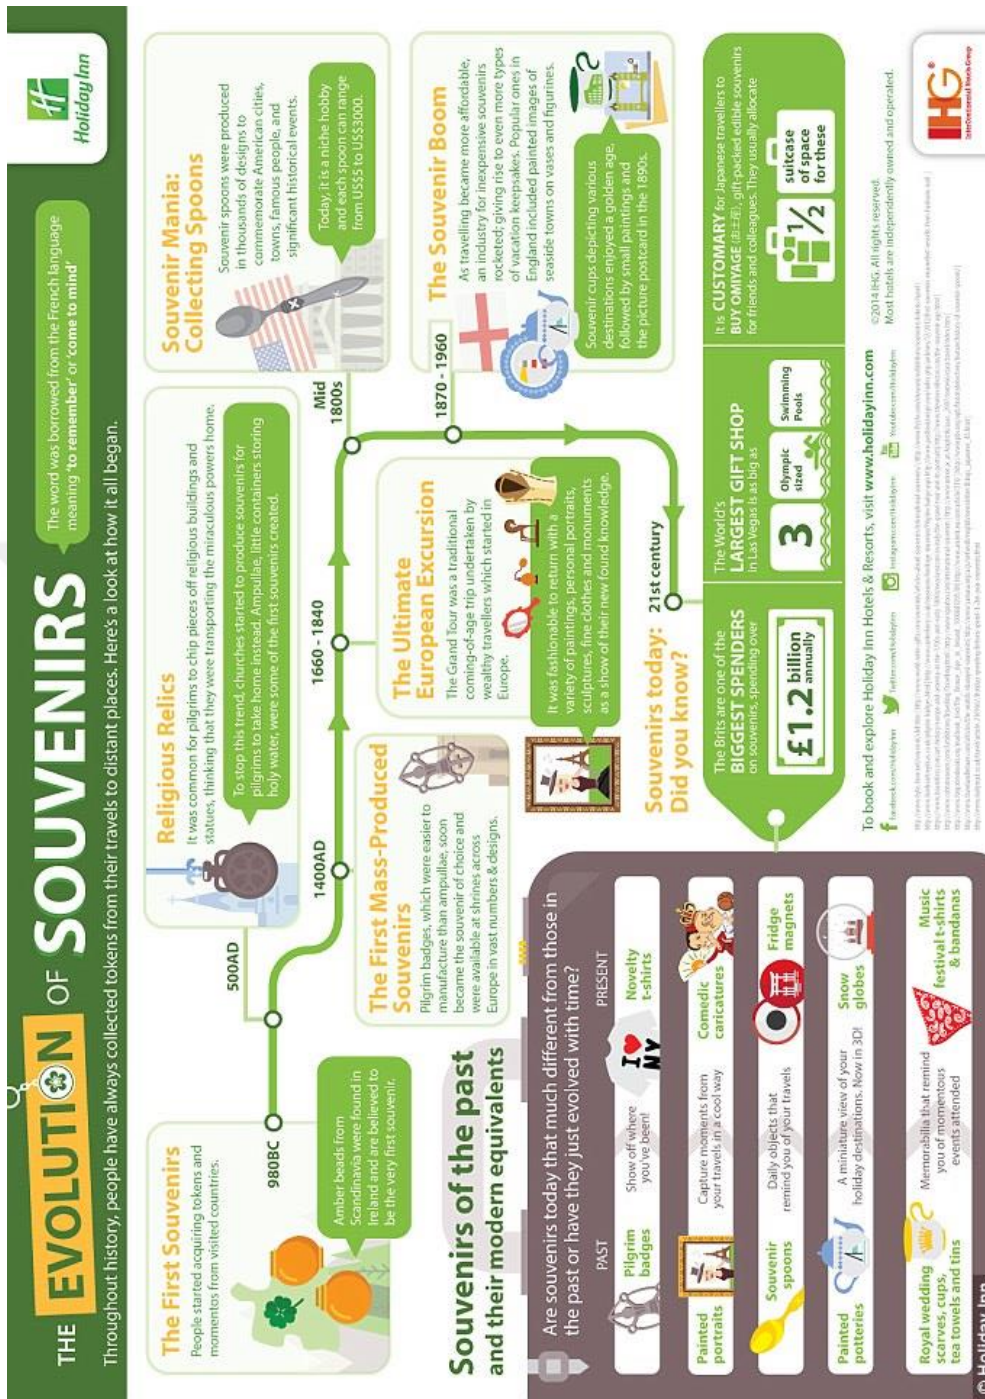 THE EVOLUTION OF SOUVENIRS
The word was borrowed from the French language
meaning 'to remember' or 'come to mind'
Holiday Inn
Throughout history, people have always collected tokens from their travels to distant places. Here's a look at how it all began.
The First Souvenirs
People started acquiring tokens and
momentos from visited countries.
Amber beads from
Scandinavia were found in
Ireland and are believed to
be the very first souvenir.
980BC
500AD
Religious Relics
It was common for pilgrims to chip pieces off religious buildings and
statues, thinking that they were transporting the miraculous powers home.
To stop this trend, churches started to produce souvenirs for
pilgrims to take home instead. Ampullae, little containers storing
holy water, were some of the first souvenirs created.
1400AD
The First Mass-Produced
Souvenirs
Pilgrim badges, which were easier to
manufacture than ampullae, soon
became the souvenir of choice and
were available at shrines across
Europe in vast numbers & designs.
1660 - 1840
The Ultimate
European Excursion
The Grand Tour was a traditional
coming-of-age trip undertaken by
wealthy travellers which started in
Europe.
It was fashionable to return with a
variety of paintings, personal portraits,
sculptures, fine clothes and monuments
as a show of their new found knowledge.
Mid
1800s
Souvenir Mania:
Collecting Spoons
Souvenir spoons were produced
in thousands of designs to
commemorate American cities,
towns, famous people, and
significant historical events.
Today, it is a niche hobby
and each spoon can range
from US$5 to US$3000.
1870 - 1960
The Souvenir Boom
As travelling became more affordable,
an industry for inexpensive souvenirs
rocketed; giving rise to even more types
of vacation keepsakes. Popular ones in
England included painted images of
seaside towns on vases and figurines.
Souvenir cups depicting various
destinations enjoyed a golden age,
followed by small paintings and
the picture postcard in the 1890s.
21st century
Souvenirs today:
Did you know?
The Brits are one of the
BIGGEST SPENDERS
on souvenirs, spending over
£1.2 billion
annually
The World's
LARGEST GIFT SHOP
in Las Vegas is as big as
3
Olympic
sized
Swimming
Pools
It is CUSTOMARY for Japanese travellers to
BUY OMIYAGE (お土産), gift-packed edible souvenirs
for friends and colleagues. They usually allocate
1/2
suitcase
of space
for these
Souvenirs of the past
and their modern equivalents
Are souvenirs today that much different from those in
the past or have they just evolved with time?
PAST
PRESENT
Pilgrim
badges
Show off where
you've been!
I ♥ NY
Novelty
t-shirts
Painted
portraits
Capture moments from
your travels in a cool way
Comedic
caricatures
Souvenir
spoons
Daily objects that
remind you of your travels
Fridge
magnets
Painted
potteries
A miniature view of your
holiday destinations. Now in 3D!
Snow
globes
Royal wedding
scarves, cups,
tea towels and tins
Memorabilia that remind
you of momentous
events attended
Music
festival t-shirts
& bandanas
To book and explore Holiday Inn Hotels & Resorts, visit www.holidayinn.com
Facebook.com/holidayinn
Twitter.com/holidayinn
Instagram.com/holidayinn
Youtube.com/holidayinn
©2014 IHG. All rights reserved.
Most hotels are independently owned and operated.
IHG
InterContinental Hotels Group
© Holiday Inn